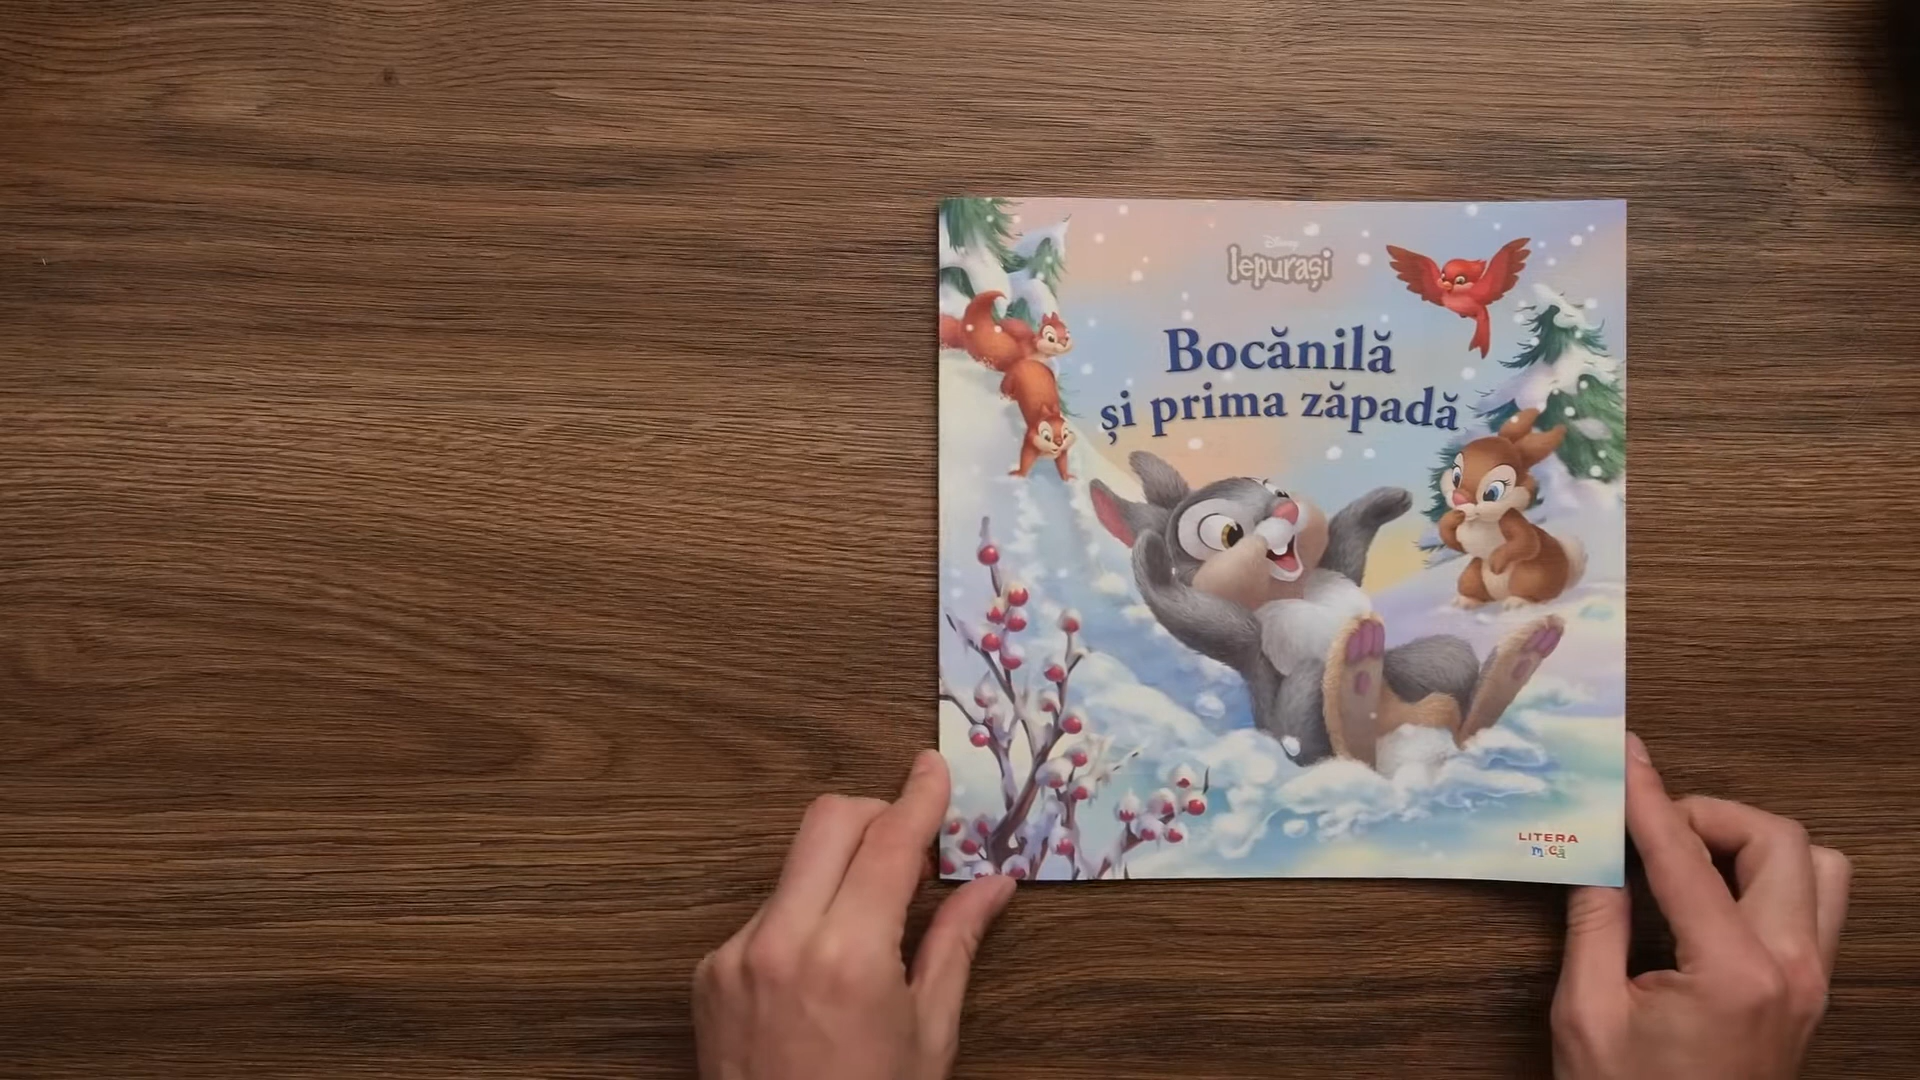 Disney
Iepurași
Bocănilă
și prima zăpadă
LITERA
mică